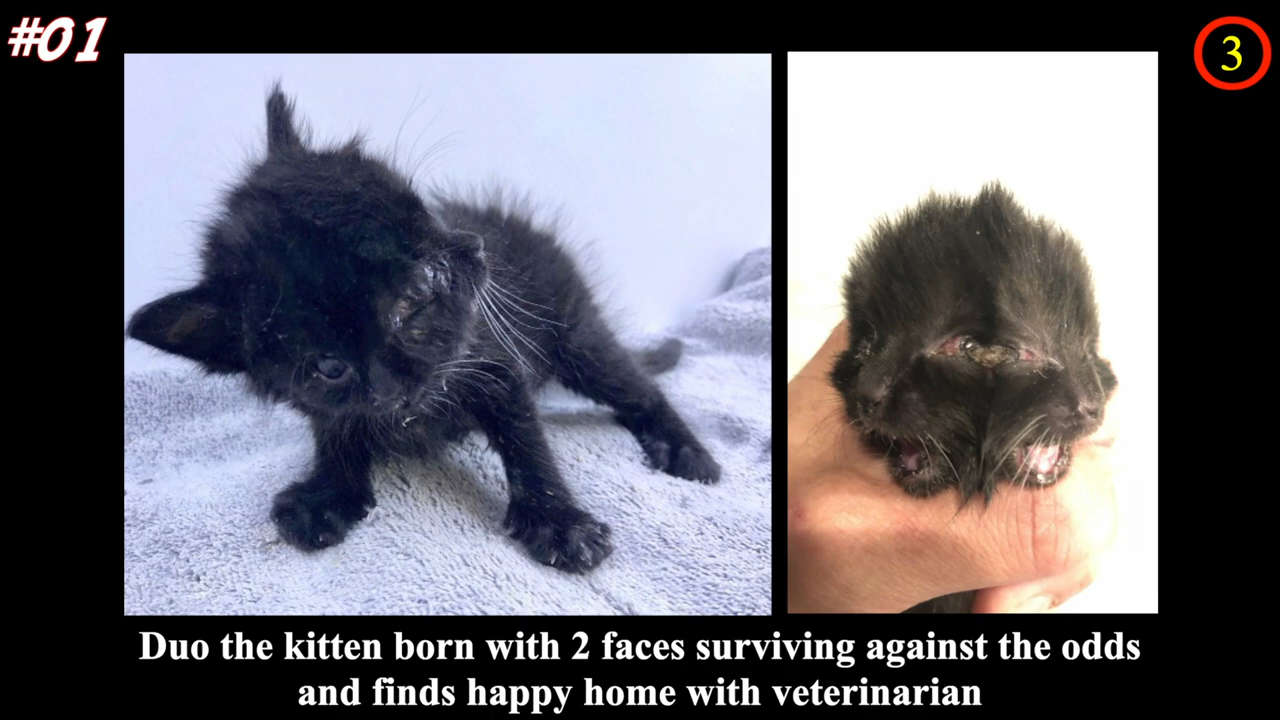 #01
3
Duo the kitten born with 2 faces surviving against the odds
and finds happy home with veterinarian